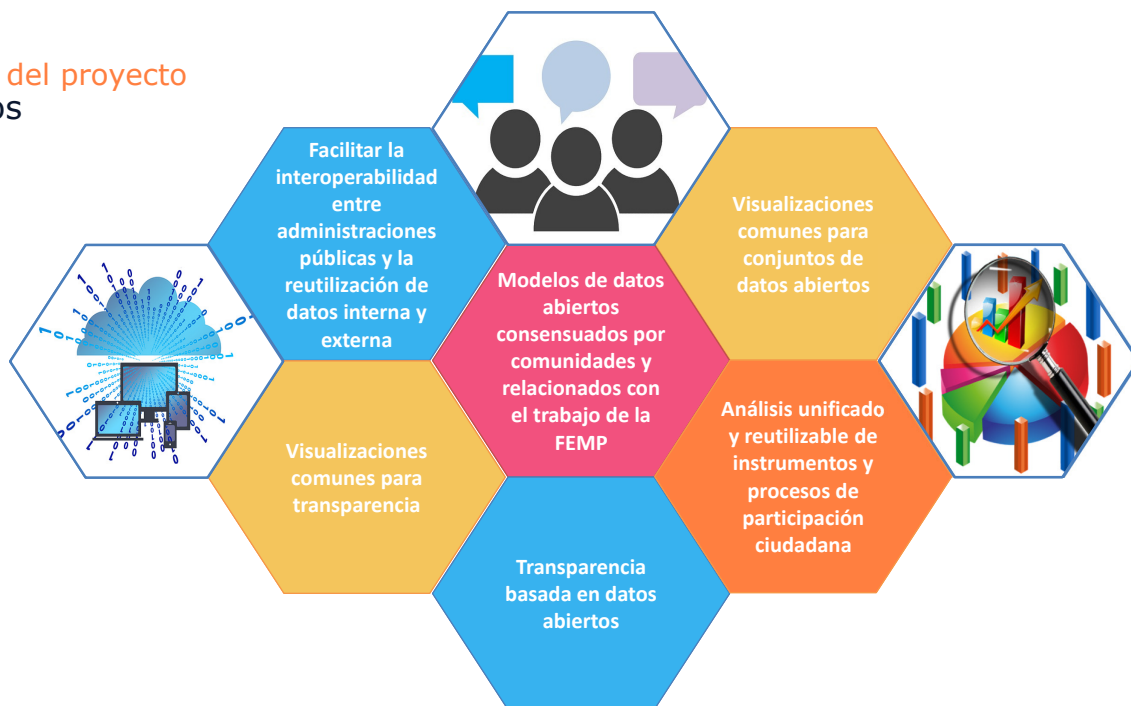 del proyecto
os
Facilitar la
interoperabilidad
entre
administraciones
públicas y la
reutilización de
datos interna y
externa
Visualizaciones
comunes para
conjuntos de
datos abiertos
Modelos de datos
abiertos
consensuados por
comunidades y
relacionados con
el trabajo de la
FEMP
Visualizaciones
comunes para
transparencia
Análisis unificado
y reutilizable de
instrumentos y
procesos de
participación
ciudadana
Transparencia
basada en datos
abiertos